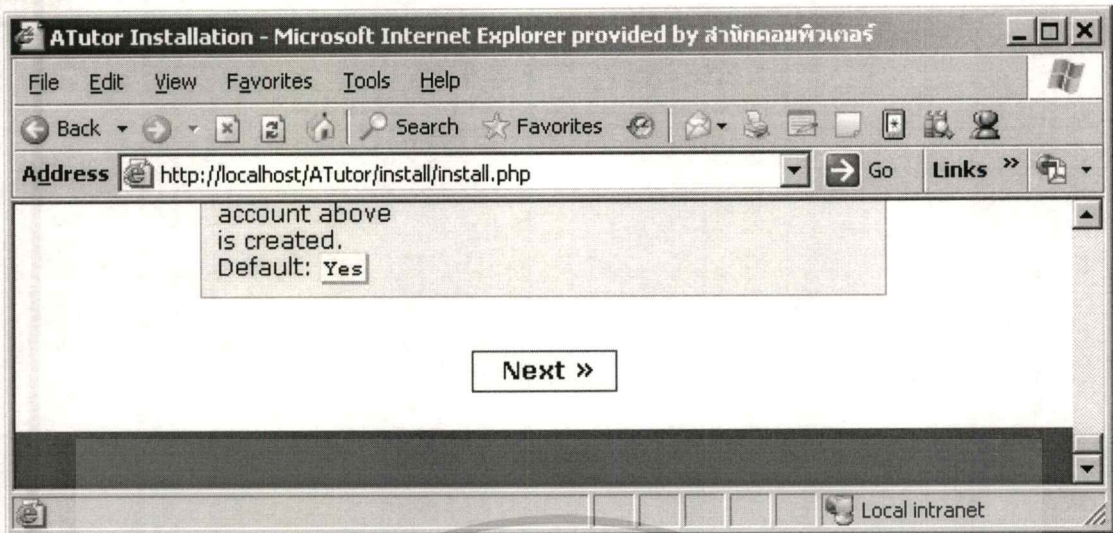 ATutor Installation - Microsoft Internet Explorer provided by สำนักคอมพิวเตอร์
File Edit View Favorites Tools Help
Back Search Favorites
Address http://localhost/ATutor/install/install.php Go Links »
account above
is created.
Default: Yes
Next »
Local intranet